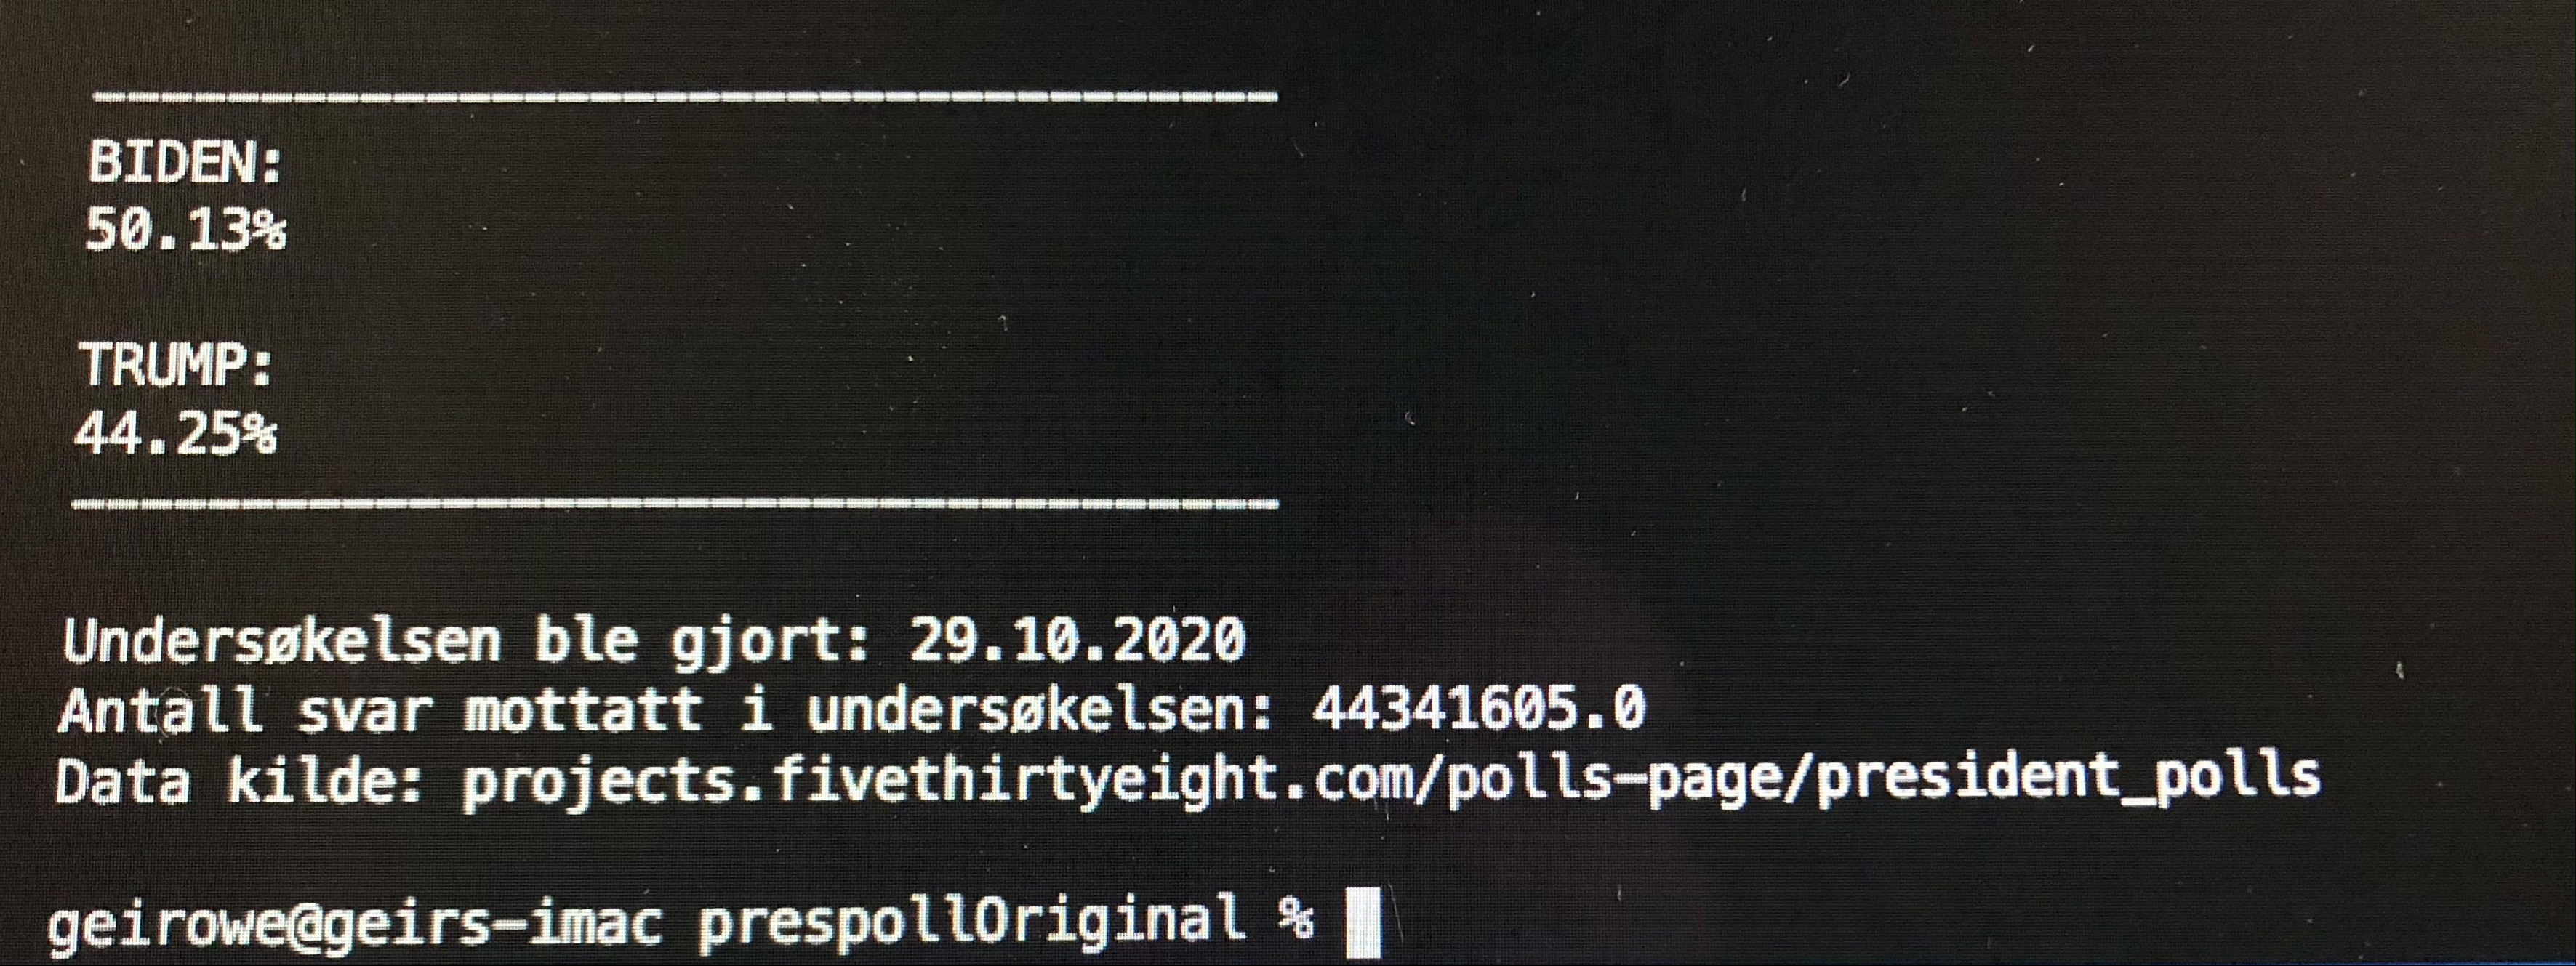 ------------------------------------
BIDEN:
50.13%
TRUMP:
44.25%
------------------------------------
Undersøkelsen ble gjort: 29.10.2020
Antall svar mottatt i undersøkelsen: 44341605.0
Data kilde: projects.fivethirtyeight.com/polls-page/president_polls
geirowe@geirs-imac prespollOriginal %